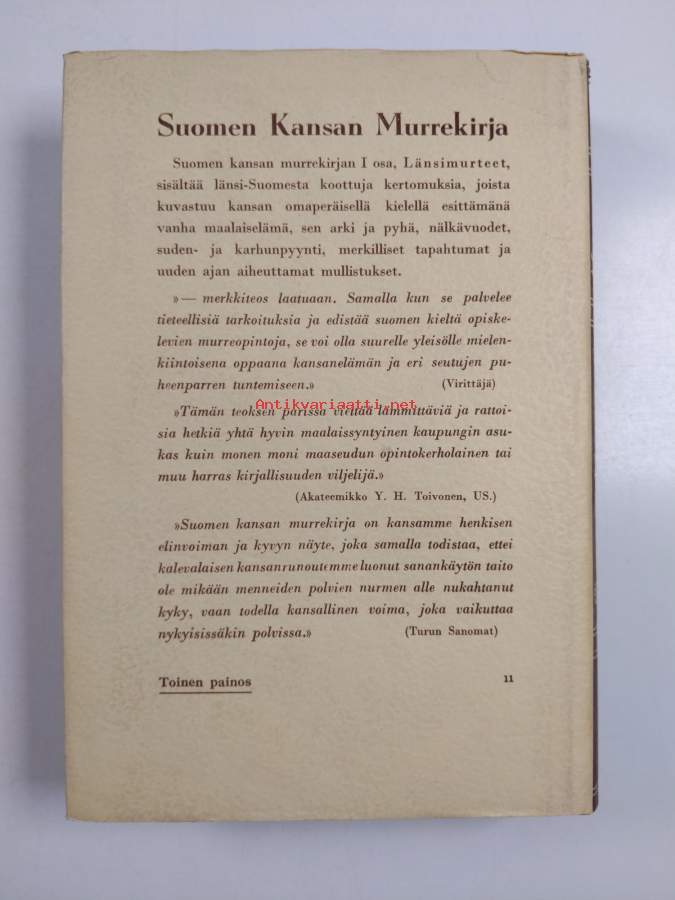 Suomen Kansan Murrekirja
Suomen kansan murrekirjan I osa, Länsimurteet,
sisältää länsi-Suomesta koottuja kertomuksia, joista
kuvastuu kansan omaperäisellä kielellä esittämänä
vanha maalaiselämä, sen arki ja pyhä, nälkävuodet,
suden- ja karhunpyynti, merkilliset tapahtumat ja
uuden ajan aiheuttamat mullistukset.
»— merkkiteos laatuaan. Samalla kun se palvelee
tieteellisiä tarkoituksia ja edistää suomen kieltä opiske-
levien murreopintoja, se voi olla suurelle yleisölle mielen-
kiintoisena oppaana kansanelämän ja eri seutujen pu-
heenparren tuntemiseen.» (Virittäjä)
Antikvariaatti.net
»Tämän teoksen parissa viettää lämmittäviä ja rattoi-
sia hetkiä yhtä hyvin maalaissyntyinen kaupungin asu-
kas kuin monen moni maaseudun opintokerholainen tai
muu harras kirjallisuuden viljelijä.»
(Akateemikko Y. H. Toivonen, US.)
»Suomen kansan murrekirja on kansamme henkisen
elinvoiman ja kyvyn näyte, joka samalla todistaa, ettei
kalevalaisen kansanrunoutemme luonut sanankäytön taito
ole mikään menneiden polvien nurmen alle nukahtanut
kyky, vaan todella kansallinen voima, joka vaikuttaa
nykyisissäkin polvissa.» (Turun Sanomat)
Toinen painos 11